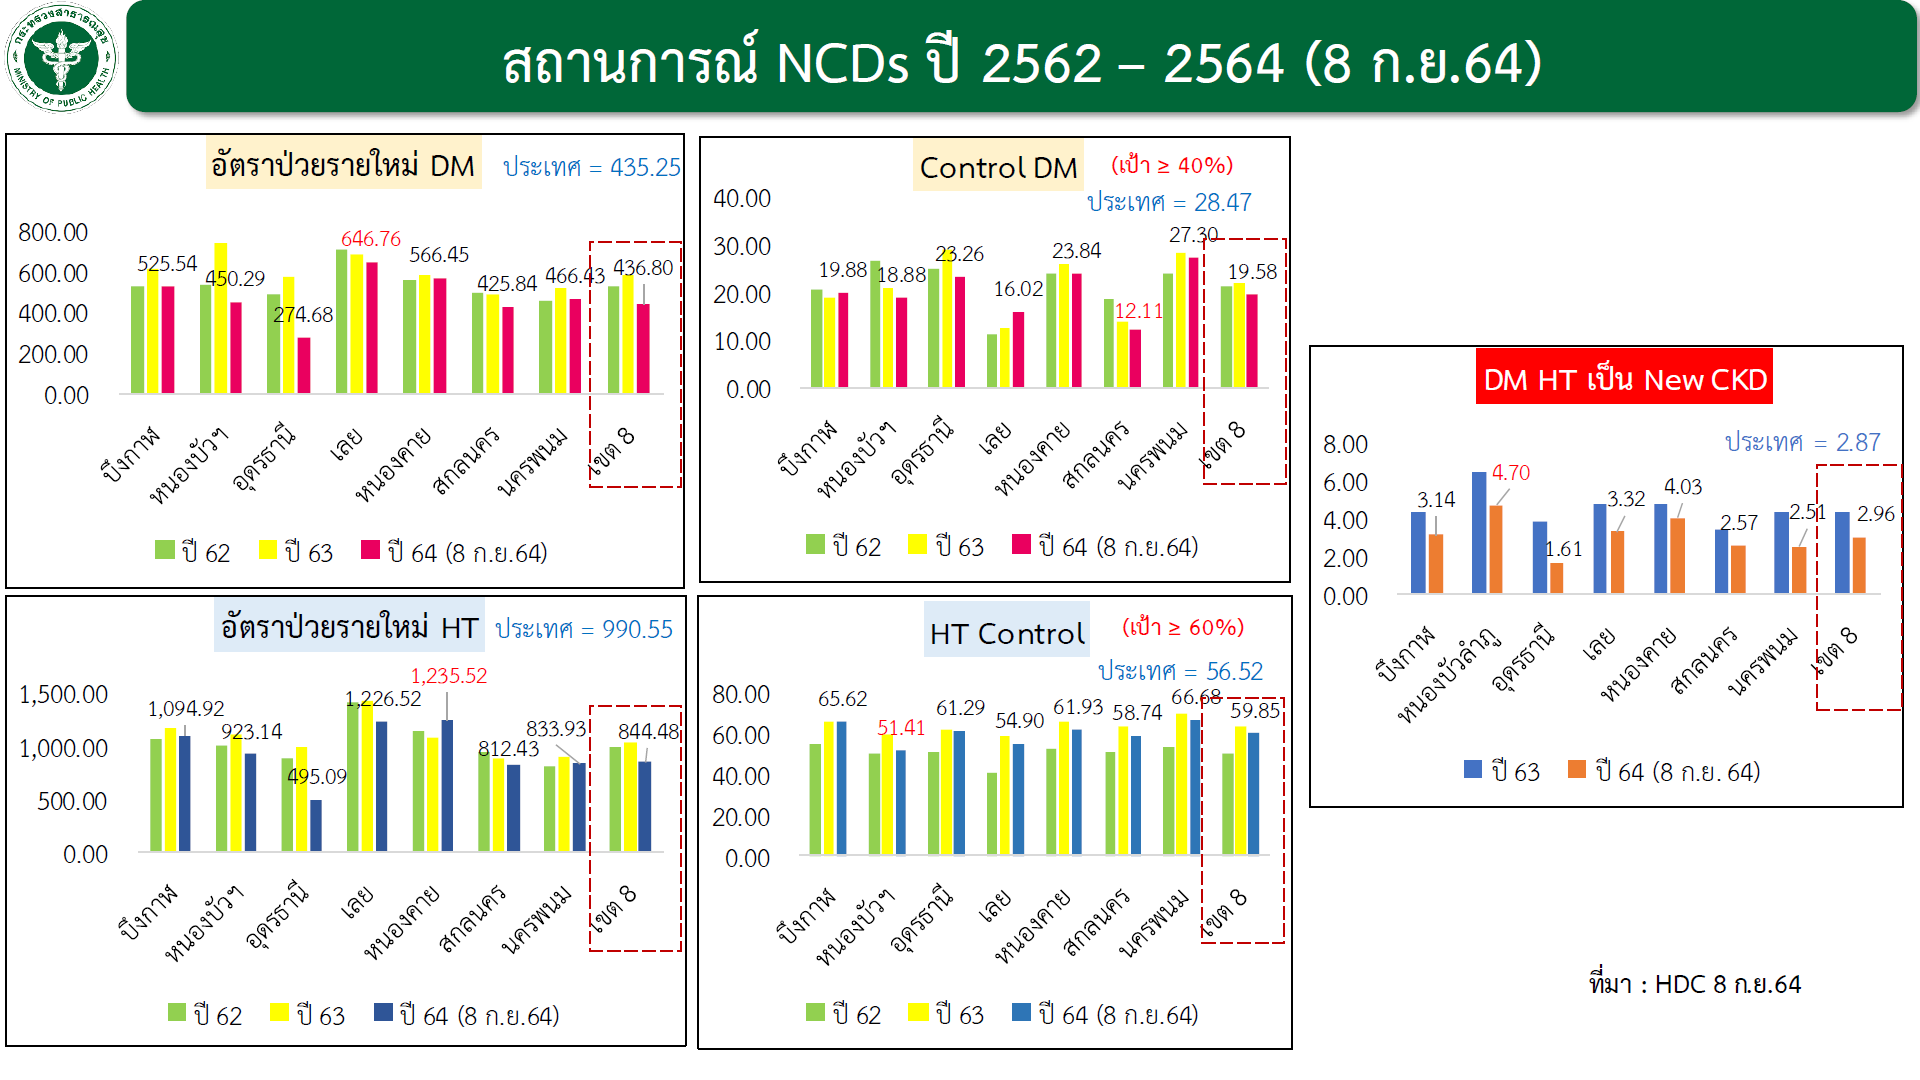 กระทรวงสาธารณสุข
MINISTRY OF PUBLIC HEALTH
สถานการณ์ NCDs ปี 2562 – 2564 (8 ก.ย.64)
อัตราป่วยรายใหม่ DM
ประเทศ = 435.25
800.00
600.00
400.00
200.00
0.00
525.54
450.29
274.68
646.76
566.45
425.84
466.43
436.80
บึงกาฬ
หนองบัวฯ
อุดรธานี
เลย
หนองคาย
สกลนคร
นครพนม
เขต 8
ปี 62
ปี 63
ปี 64 (8 ก.ย.64)
Control DM
(เป้า ≥ 40%)
ประเทศ = 28.47
40.00
30.00
20.00
10.00
0.00
19.88
18.88
23.26
16.02
23.84
12.11
27.30
19.58
บึงกาฬ
หนองบัวฯ
อุดรธานี
เลย
หนองคาย
สกลนคร
นครพนม
เขต 8
ปี 62
ปี 63
ปี 64 (8 ก.ย.64)
DM HT เป็น New CKD
ประเทศ = 2.87
8.00
6.00
4.00
2.00
0.00
3.14
4.70
1.61
3.32
4.03
2.57
2.51
2.96
บึงกาฬ
หนองบัวลำภู
อุดรธานี
เลย
หนองคาย
สกลนคร
นครพนม
เขต 8
ปี 63
ปี 64 (8 ก.ย. 64)
อัตราป่วยรายใหม่ HT
ประเทศ = 990.55
1,500.00
1,000.00
500.00
0.00
1,094.92
923.14
495.09
1,226.52
1,235.52
812.43
833.93
844.48
บึงกาฬ
หนองบัวฯ
อุดรธานี
เลย
หนองคาย
สกลนคร
นครพนม
เขต 8
ปี 62
ปี 63
ปี 64 (8 ก.ย.64)
HT Control
(เป้า ≥ 60%)
ประเทศ = 56.52
80.00
60.00
40.00
20.00
0.00
65.62
51.41
61.29
54.90
61.93
58.74
66.68
59.85
บึงกาฬ
หนองบัวฯ
อุดรธานี
เลย
หนองคาย
สกลนคร
นครพนม
เขต 8
ปี 62
ปี 63
ปี 64 (8 ก.ย.64)
ที่มา : HDC 8 ก.ย.64